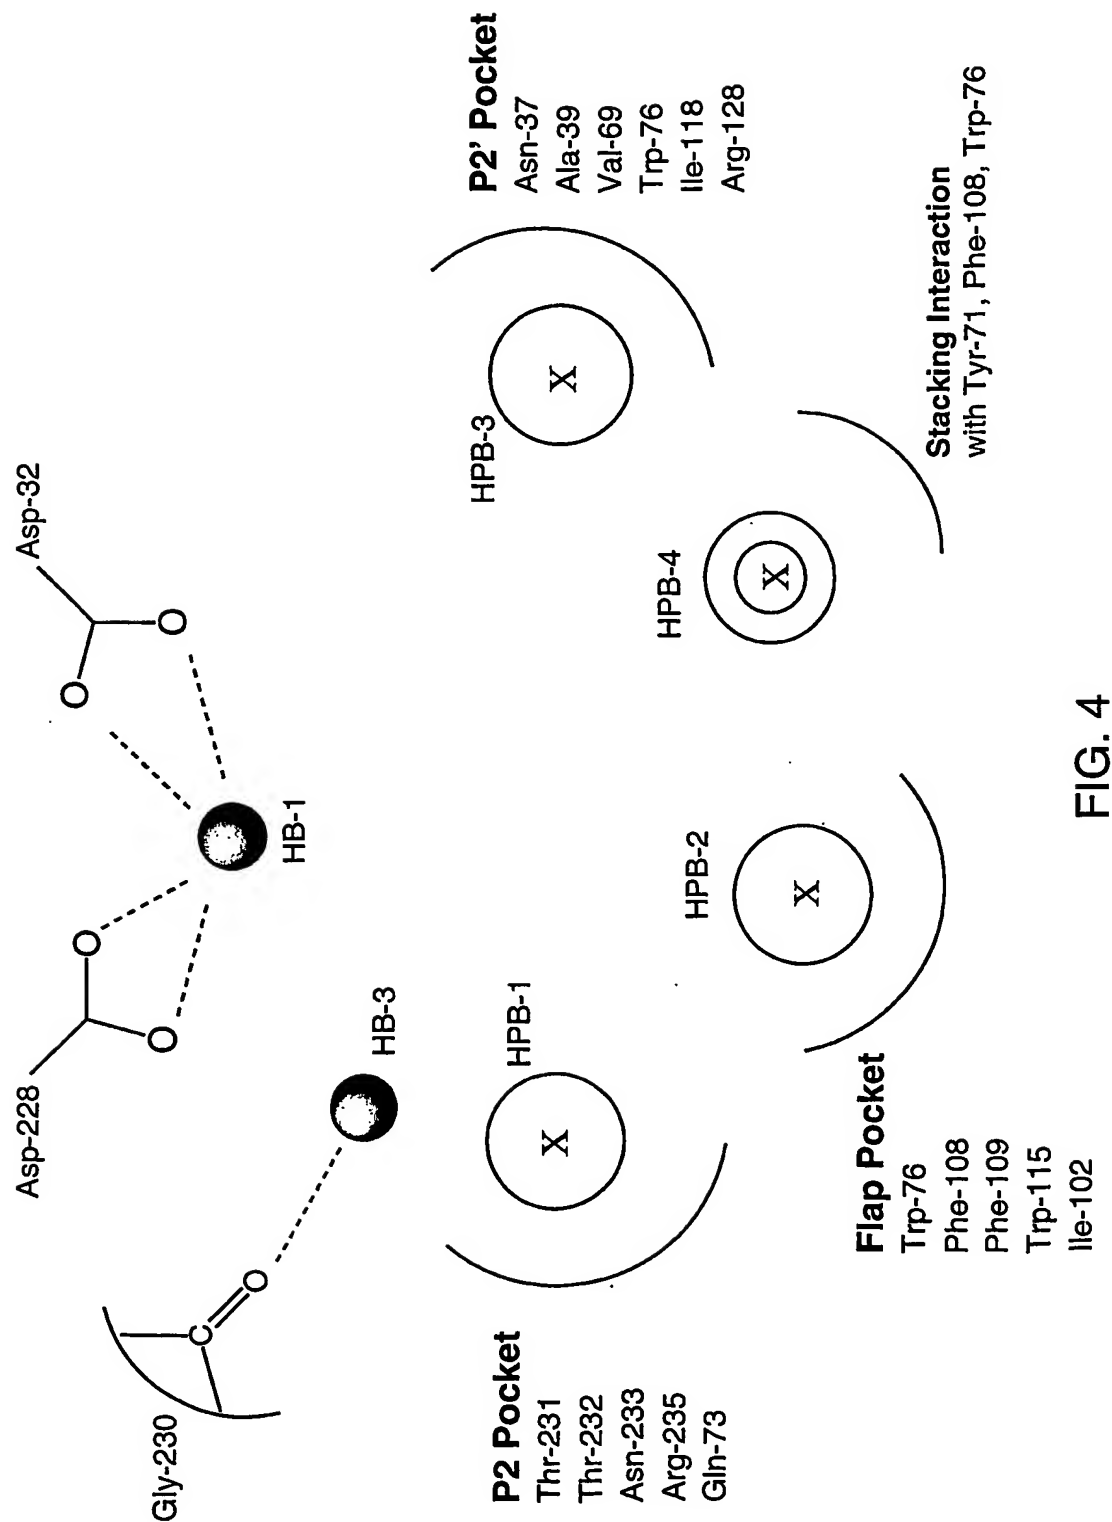 Asp-228
Asp-32
O
O
O
O
HB-1
Gly-230
C
O
HB-3
P2 Pocket
Thr-231
Thr-232
Asn-233
Arg-235
Gln-73
X
HPB-1
HPB-3
X
P2' Pocket
Asn-37
Ala-39
Val-69
Trp-76
Ile-118
Arg-128
HPB-2
X
HPB-4
X
Flap Pocket
Trp-76
Phe-108
Phe-109
Trp-115
Ile-102
Stacking Interaction
with Tyr-71, Phe-108, Trp-76
FIG. 4